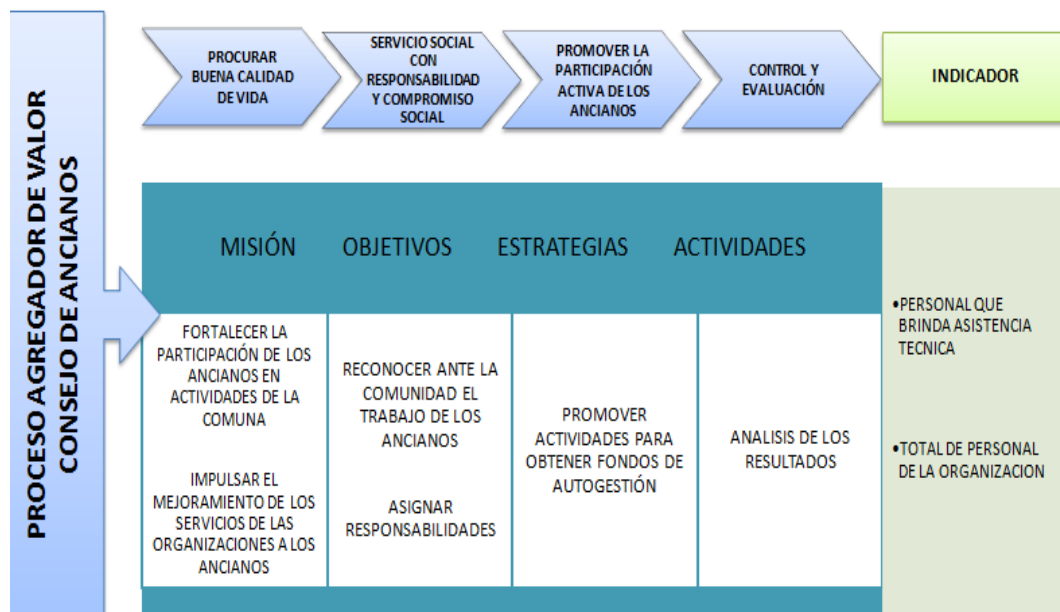 PROCESO AGREGADOR DE VALOR
CONSEJO DE ANCIANOS
PROCURAR
BUENA CALIDAD
DE VIDA
SERVICIO SOCIAL
CON
RESPONSABILIDAD
Y COMPROMISO
SOCIAL
PROMOVER LA
PARTICIPACIÓN
ACTIVA DE LOS
ANCIANOS
CONTROL Y
EVALUACIÓN
INDICADOR
MISIÓN
OBJETIVOS
ESTRATEGIAS
ACTIVIDADES
FORTALECER LA
PARTICIPACIÓN DE LOS
ANCIANOS EN
ACTIVIDADES DE LA
COMUNA
IMPULSAR EL
MEJORAMIENTO DE LOS
SERVICIOS DE LAS
ORGANIZACIONES A LOS
ANCIANOS
RECONOCER ANTE LA
COMUNIDAD EL
TRABAJO DE LOS
ANCIANOS
ASIGNAR
RESPONSABILIDADES
PROMOVER
ACTIVIDADES PARA
OBTENER FONDOS DE
AUTOGESTIÓN
ANALISIS DE LOS
RESULTADOS
•PERSONAL QUE
BRINDA ASISTENCIA
TECNICA
•TOTAL DE PERSONAL
DE LA ORGANIZACION